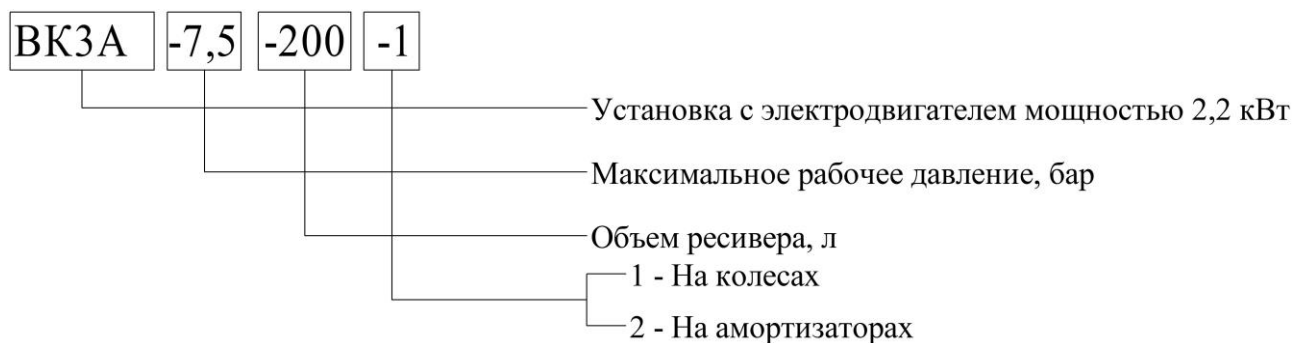 ВК3А -7,5 -200 -1
Установка с электродвигателем мощностью 2,2 кВт
Максимальное рабочее давление, бар
Объем ресивера, л
1 - На колесах
2 - На амортизаторах